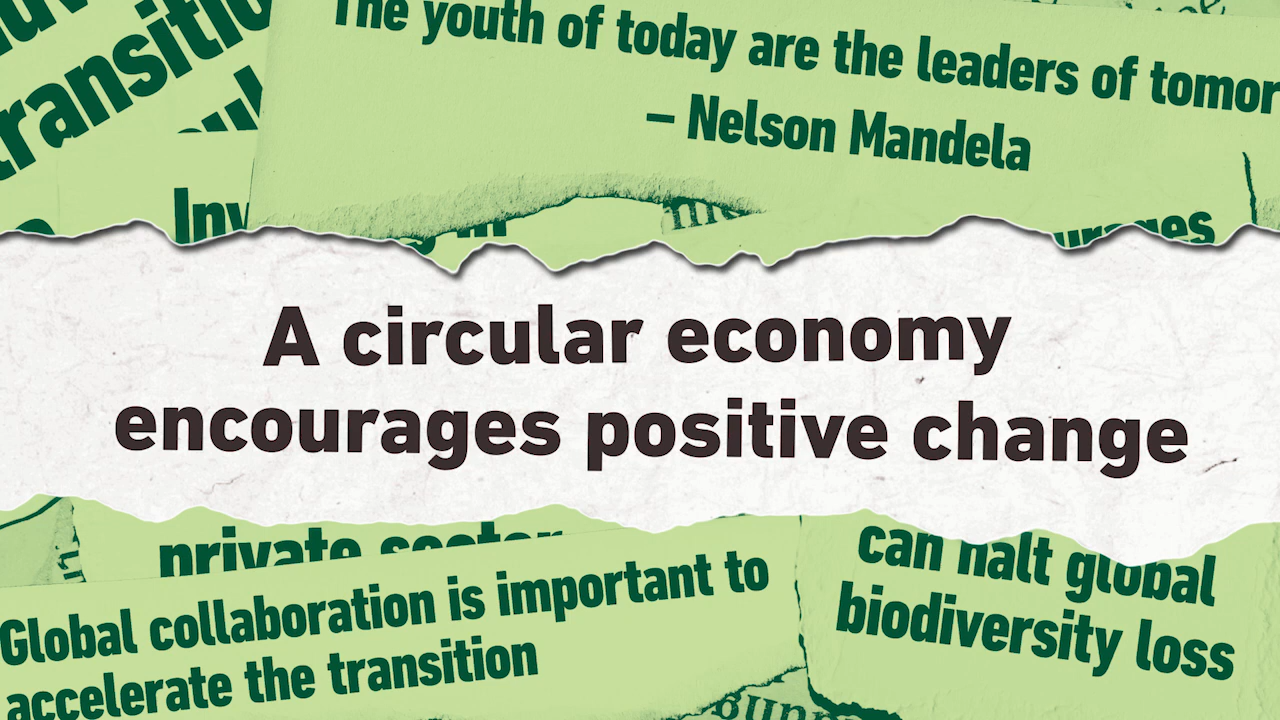 transitio
The youth of today are the leaders of tomor
– Nelson Mandela
Inv
A circular economy
encourages positive change
private sector
Global collaboration is important to
accelerate the transition
can halt global
biodiversity loss